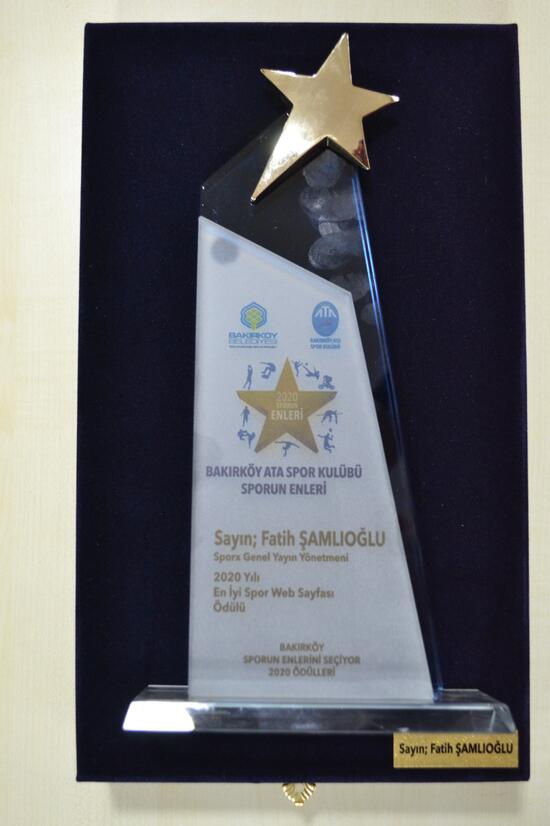 BAKIRKÖY
BELEDİYESİ
ATA
BAKIRKÖY ATA
SPOR KULÜBÜ
2020
SPORUN
ENLERİ
BAKIRKÖY ATA SPOR KULÜBÜ
SPORUN ENLERİ
Sayın; Fatih ŞAMLIOĞLU
Sporx Genel Yayın Yönetmeni
2020 Yılı
En İyi Spor Web Sayfası
Ödülü
BAKIRKÖY
SPORUN ENLERİNİ SEÇİYOR
2020 ÖDÜLLERİ
Sayın; Fatih ŞAMLIOĞLU